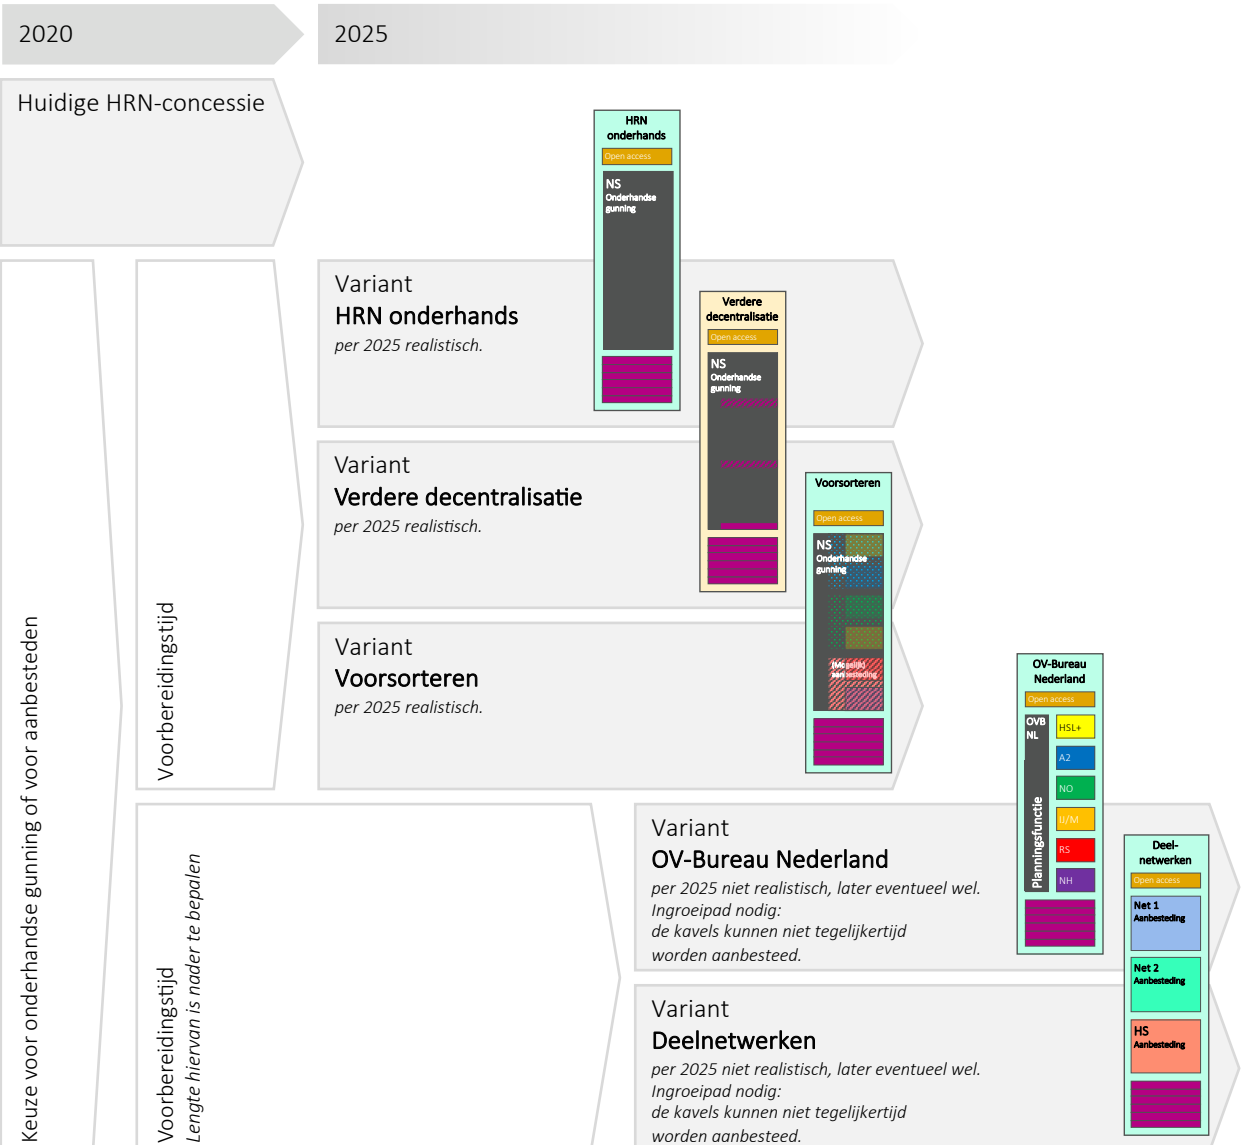 2020
2025
Huidige HRN-concessie
HRN
onderhands
Open access
NS
Onderhandse
gunning
Variant
HRN onderhands
per 2025 realistisch.
Verdere
decentralisatie
Open access
NS
Onderhandse
gunning
Variant
Verdere decentralisatie
per 2025 realistisch.
Voorsorteren
Open access
NS
Onderhandse
gunning
(Mogelijk)
aanbesteding
Variant
Voorsorteren
per 2025 realistisch.
Keuze voor onderhandse gunning of voor aanbesteden
Voorbereidingstijd
Voorbereidingstijd
Lengte hiervan is nader te bepalen
OV-Bureau
Nederland
Open access
OVB
NL
Planningsfunctie
HSL+
A2
NO
IJ/M
RS
NH
Variant
OV-Bureau Nederland
per 2025 niet realistisch, later eventueel wel.
Ingroeipad nodig:
de kavels kunnen niet tegelijkertijd
worden aanbesteed.
Deel-
netwerken
Open access
Net 1
Aanbesteding
Net 2
Aanbesteding
HS
Aanbesteding
Variant
Deelnetwerken
per 2025 niet realistisch, later eventueel wel.
Ingroeipad nodig:
de kavels kunnen niet tegelijkertijd
worden aanbesteed.